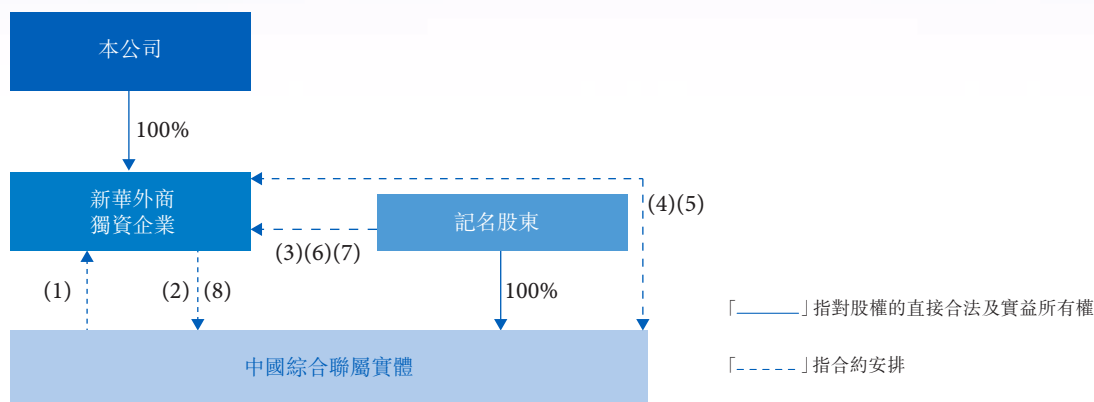 本公司
100%
新華外商
獨資企業
記名股東
(4)(5)
(3)(6)(7)
(1)
(2)
(8)
100%
中國綜合聯屬實體
「______」指對股權的直接合法及實益所有權
「_ _ _ _ _」指合約安排